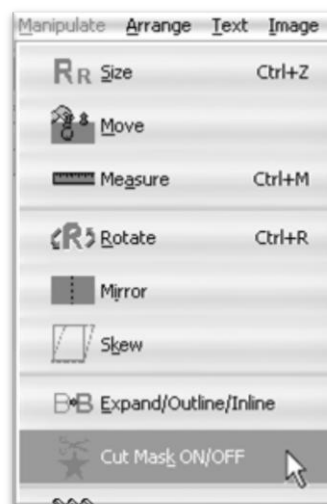 Manipulate Arrange Text Image
Size Ctrl+Z
Move
Measure Ctrl+M
Rotate Ctrl+R
Mirror
Skew
Expand/Outline/Inline
Cut Mask ON/OFF